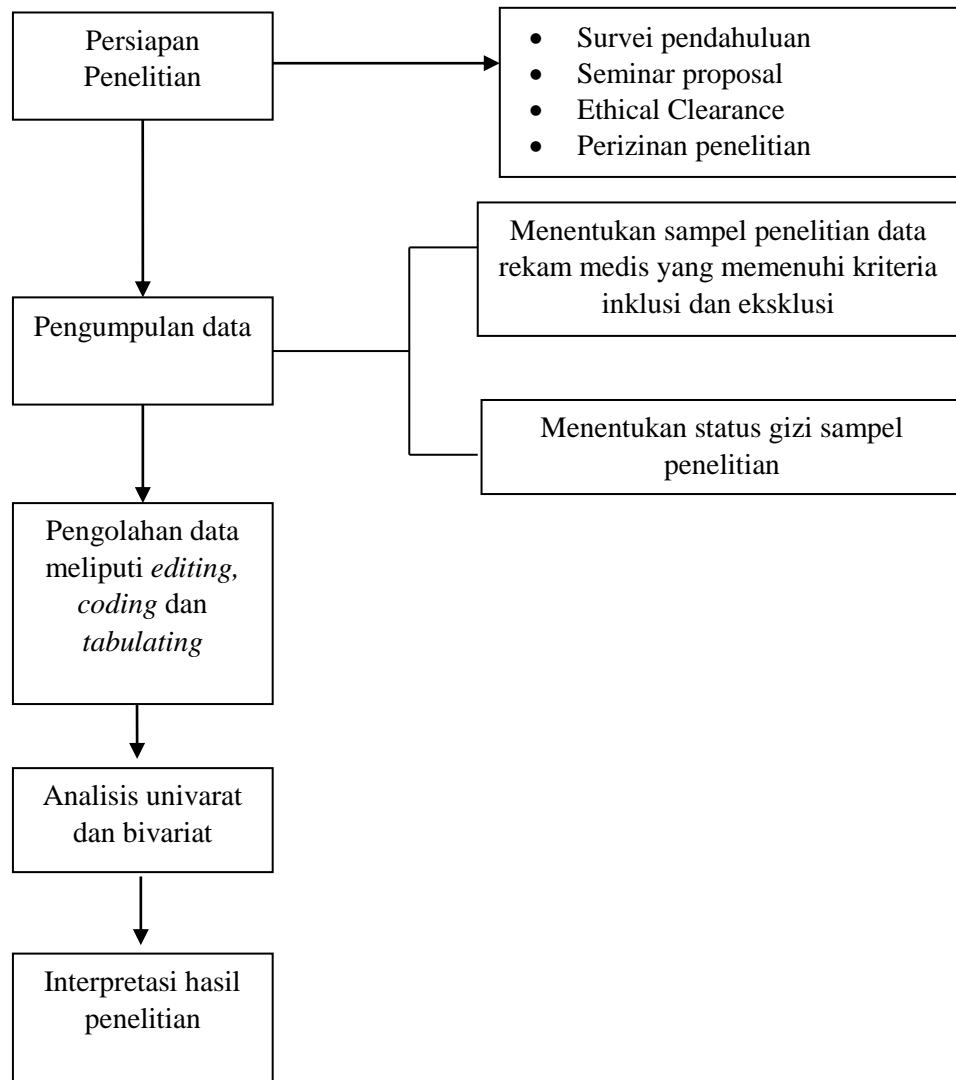 Persiapan
Penelitian
• Survei pendahuluan
• Seminar proposal
• Ethical Clearance
• Perizinan penelitian
Menentukan sampel penelitian data
rekam medis yang memenuhi kriteria
inklusi dan eksklusi
Pengumpulan data
Menentukan status gizi sampel
penelitian
Pengolahan data
meliputi editing,
coding dan
tabulating
Analisis univarat
dan bivariat
Interpretasi hasil
penelitian